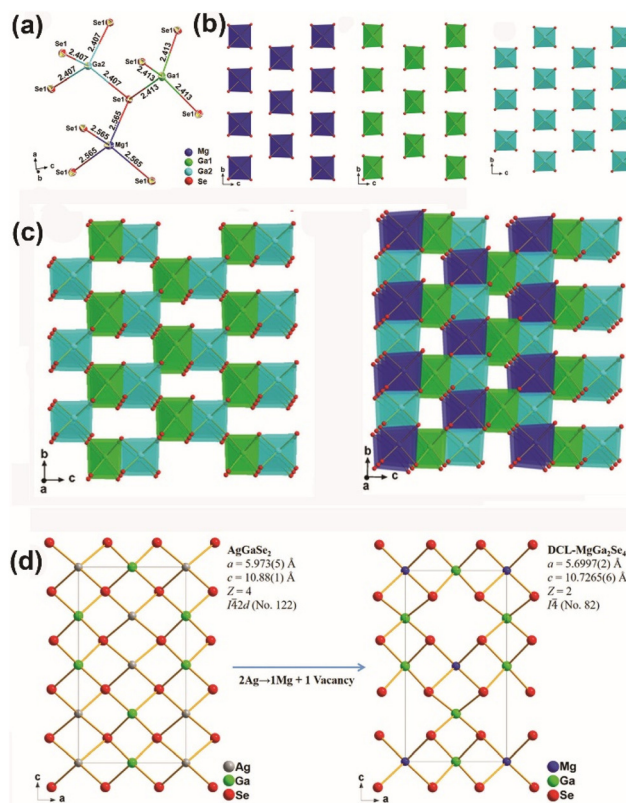 (a)
Se1
Se1
2.407
2.407
Se1
2.407
Ga2
2.413
Se1
2.413
Ga1
Se1
2.407
2.413
2.413
Se1
Se1
Se1
2.565
Se1
2.565
Mg1
2.565
2.565
Se1
Se1
a
b
c
Mg
Ga1
Ga2
Se
(b)
b
c
b
c
b
c
(c)
b
a
c
b
a
c
(d)
AgGaSe2
a = 5.973(5) Å
c = 10.88(1) Å
Z = 4
I4̅2d (No. 122)
2Ag→1Mg + 1 Vacancy
DCL-MgGa2Se4
a = 5.6997(2) Å
c = 10.7265(6) Å
Z = 2
I4̅ (No. 82)
c
a
Ag
Ga
Se
c
a
Mg
Ga
Se